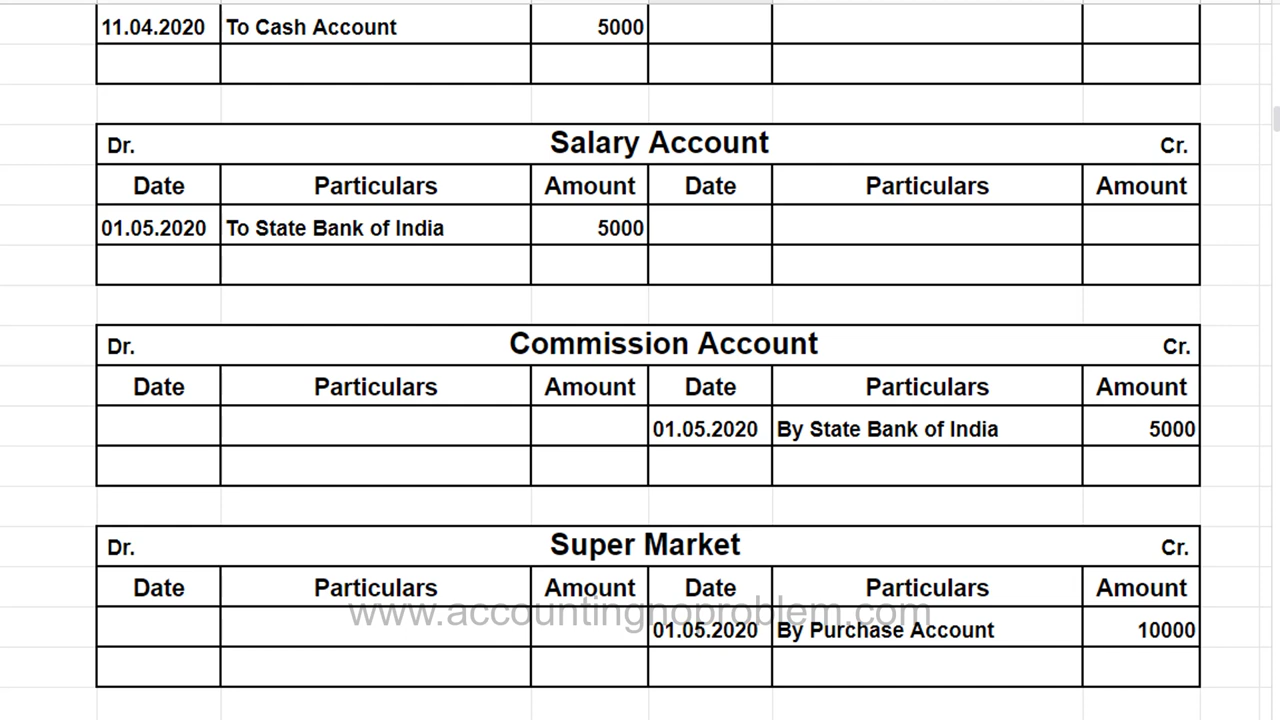 11.04.2020 To Cash Account 5000
Dr. Salary Account Cr.
Date Particulars Amount Date Particulars Amount
01.05.2020 To State Bank of India 5000
Dr. Commission Account Cr.
Date Particulars Amount Date Particulars Amount
01.05.2020 By State Bank of India 5000
Dr. Super Market Cr.
Date Particulars Amount Date Particulars Amount
www.accountingnoproblem.com
01.05.2020 By Purchase Account 10000